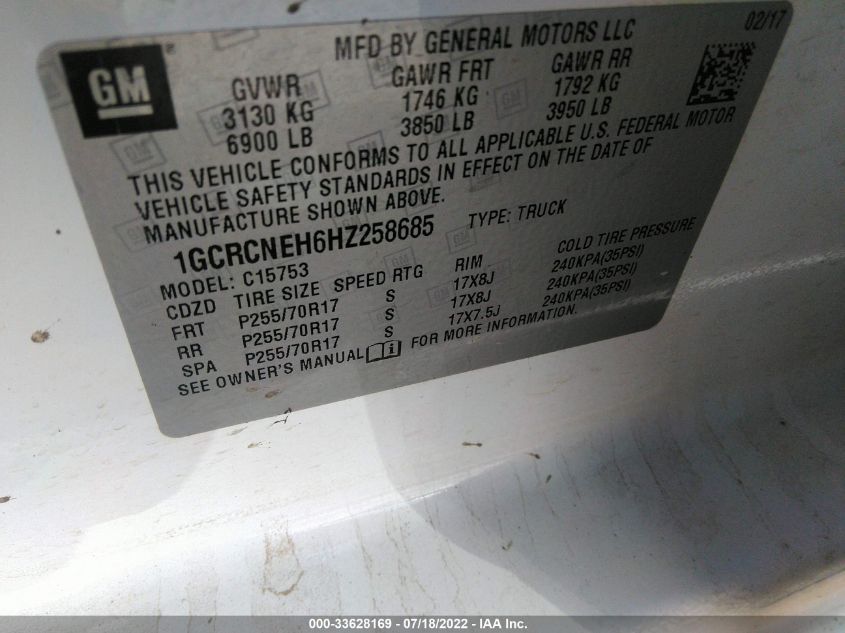 GM
MFD BY GENERAL MOTORS LLC
02/17
GVWR GAWR FRT GAWR RR
3130 KG 1746 KG 1792 KG
6900 LB 3850 LB 3950 LB
THIS VEHICLE CONFORMS TO ALL APPLICABLE U.S. FEDERAL MOTOR
VEHICLE SAFETY STANDARDS IN EFFECT ON THE DATE OF
MANUFACTURE SHOWN ABOVE.
1GCRCNEH6HZ258685 TYPE: TRUCK
MODEL: C15753
CDZD TIRE SIZE SPEED RTG RIM COLD TIRE PRESSURE
FRT P255/70R17 S 17X8J 240KPA(35PSI)
RR P255/70R17 S 17X8J 240KPA(35PSI)
SPA P255/70R17 S 17X7.5J 240KPA(35PSI)
SEE OWNER'S MANUAL FOR MORE INFORMATION.
000-33628169 - 07/18/2022 - IAA Inc.